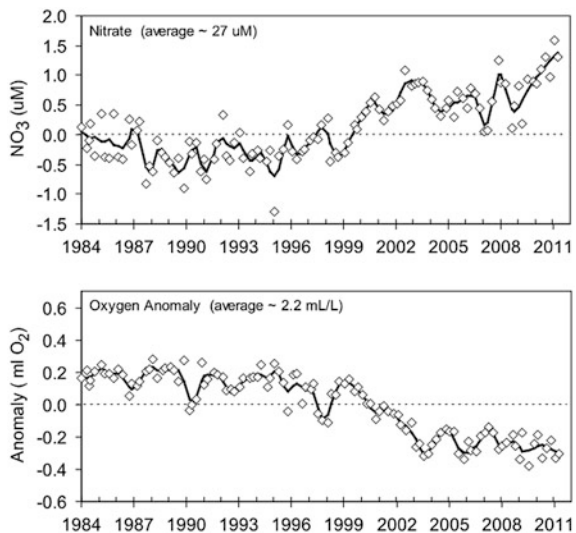 Nitrate (average ~ 27 uM)
NO3 (uM)
2.0
1.5
1.0
0.5
0.0
-0.5
-1.0
-1.5
1984 1987 1990 1993 1996 1999 2002 2005 2008 2011
Oxygen Anomaly (average ~ 2.2 mL/L)
Anomaly ( ml O2)
0.6
0.4
0.2
0.0
-0.2
-0.4
-0.6
1984 1987 1990 1993 1996 1999 2002 2005 2008 2011